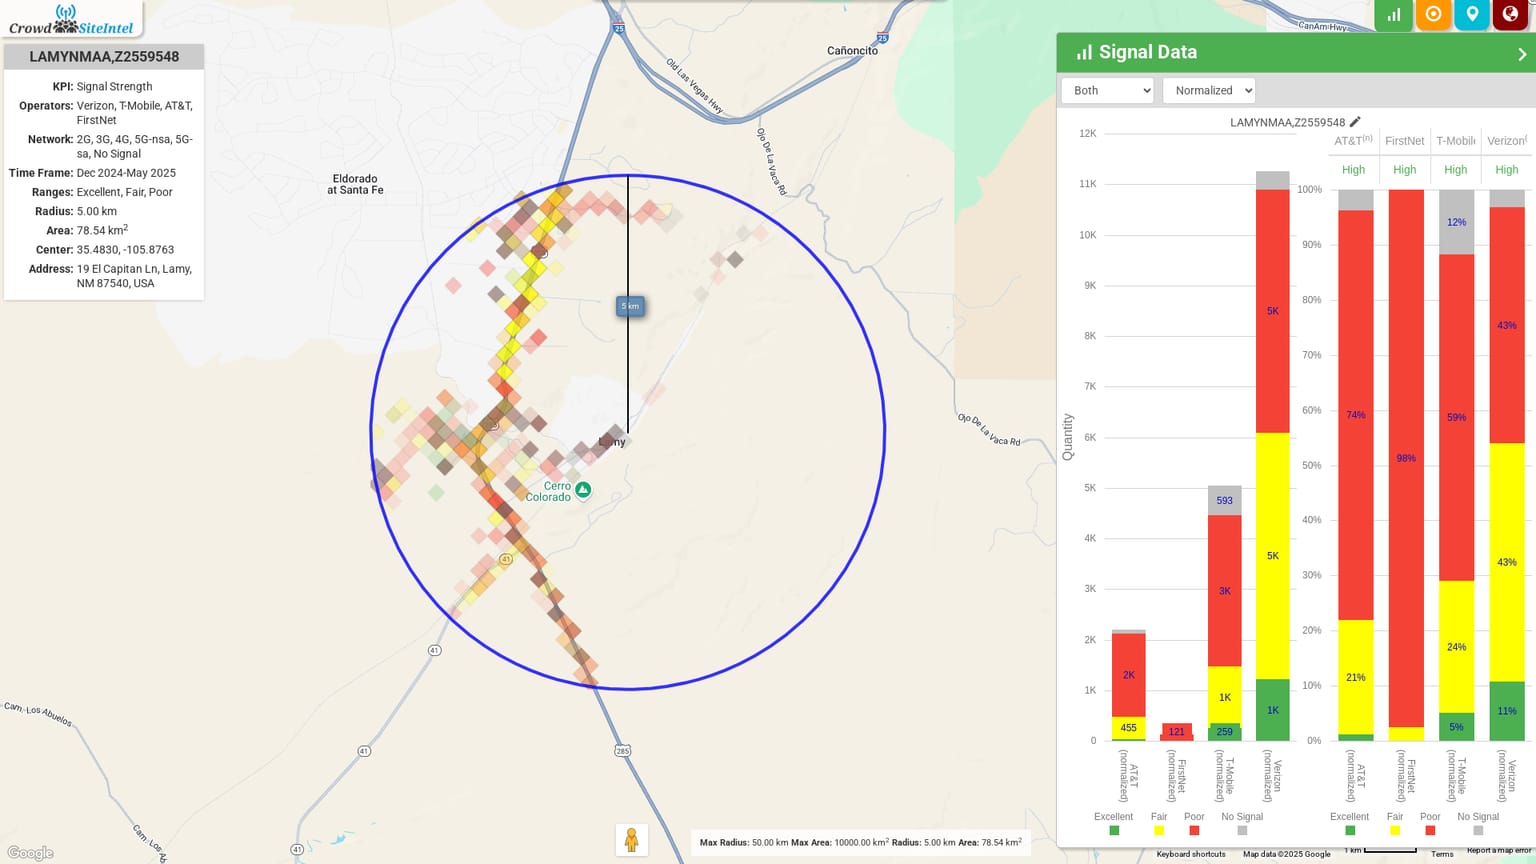 Crowd SiteIntel
LAMYNMAA,Z2559548
KPI: Signal Strength
Operators: Verizon, T-Mobile, AT&T,
FirstNet
Network: 2G, 3G, 4G, 5G-nsa, 5G-
sa, No Signal
Time Frame: Dec 2024-May 2025
Ranges: Excellent, Fair, Poor
Radius: 5.00 km
Area: 78.54 km²
Center: 35.4830, -105.8763
Address: 19 El Capitan Ln, Lamy,
NM 87540, USA
25
25
Cañoncito
Old Las Vegas Hwy
Ojo De La Vaca Rd
CanAm Hwy
Eldorado
at Santa Fe
5 km
Lamy
Cerro
Colorado
Ojo De La Vaca Rd
41
41
41
41
285
Cam. Los Abuelos
Google
Max Radius: 50.00 km Max Area: 10000.00 km² Radius: 5.00 km Area: 78.54 km²
Signal Data
Both
Normalized
LAMYNMAA,Z2559548
12K
11K
10K
9K
8K
7K
6K
5K
4K
3K
2K
1K
0
Quantity
2K
455
121
593
3K
1K
259
5K
5K
1K
AT&T
(normalized)
FirstNet
(normalized)
T-Mobile
(normalized)
Verizon
(normalized)
Excellent
Fair
Poor
No Signal
AT&T(n)
FirstNet
T-Mobile
Verizon
High
High
High
High
100%
90%
80%
70%
60%
50%
40%
30%
20%
10%
0%
74%
21%
98%
12%
59%
24%
5%
43%
43%
11%
AT&T
(normalized)
FirstNet
(normalized)
T-Mobile
(normalized)
Verizon
(normalized)
Excellent
Fair
Poor
No Signal
Keyboard shortcuts
Map data ©2025 Google
1 km
Terms
Report a map error